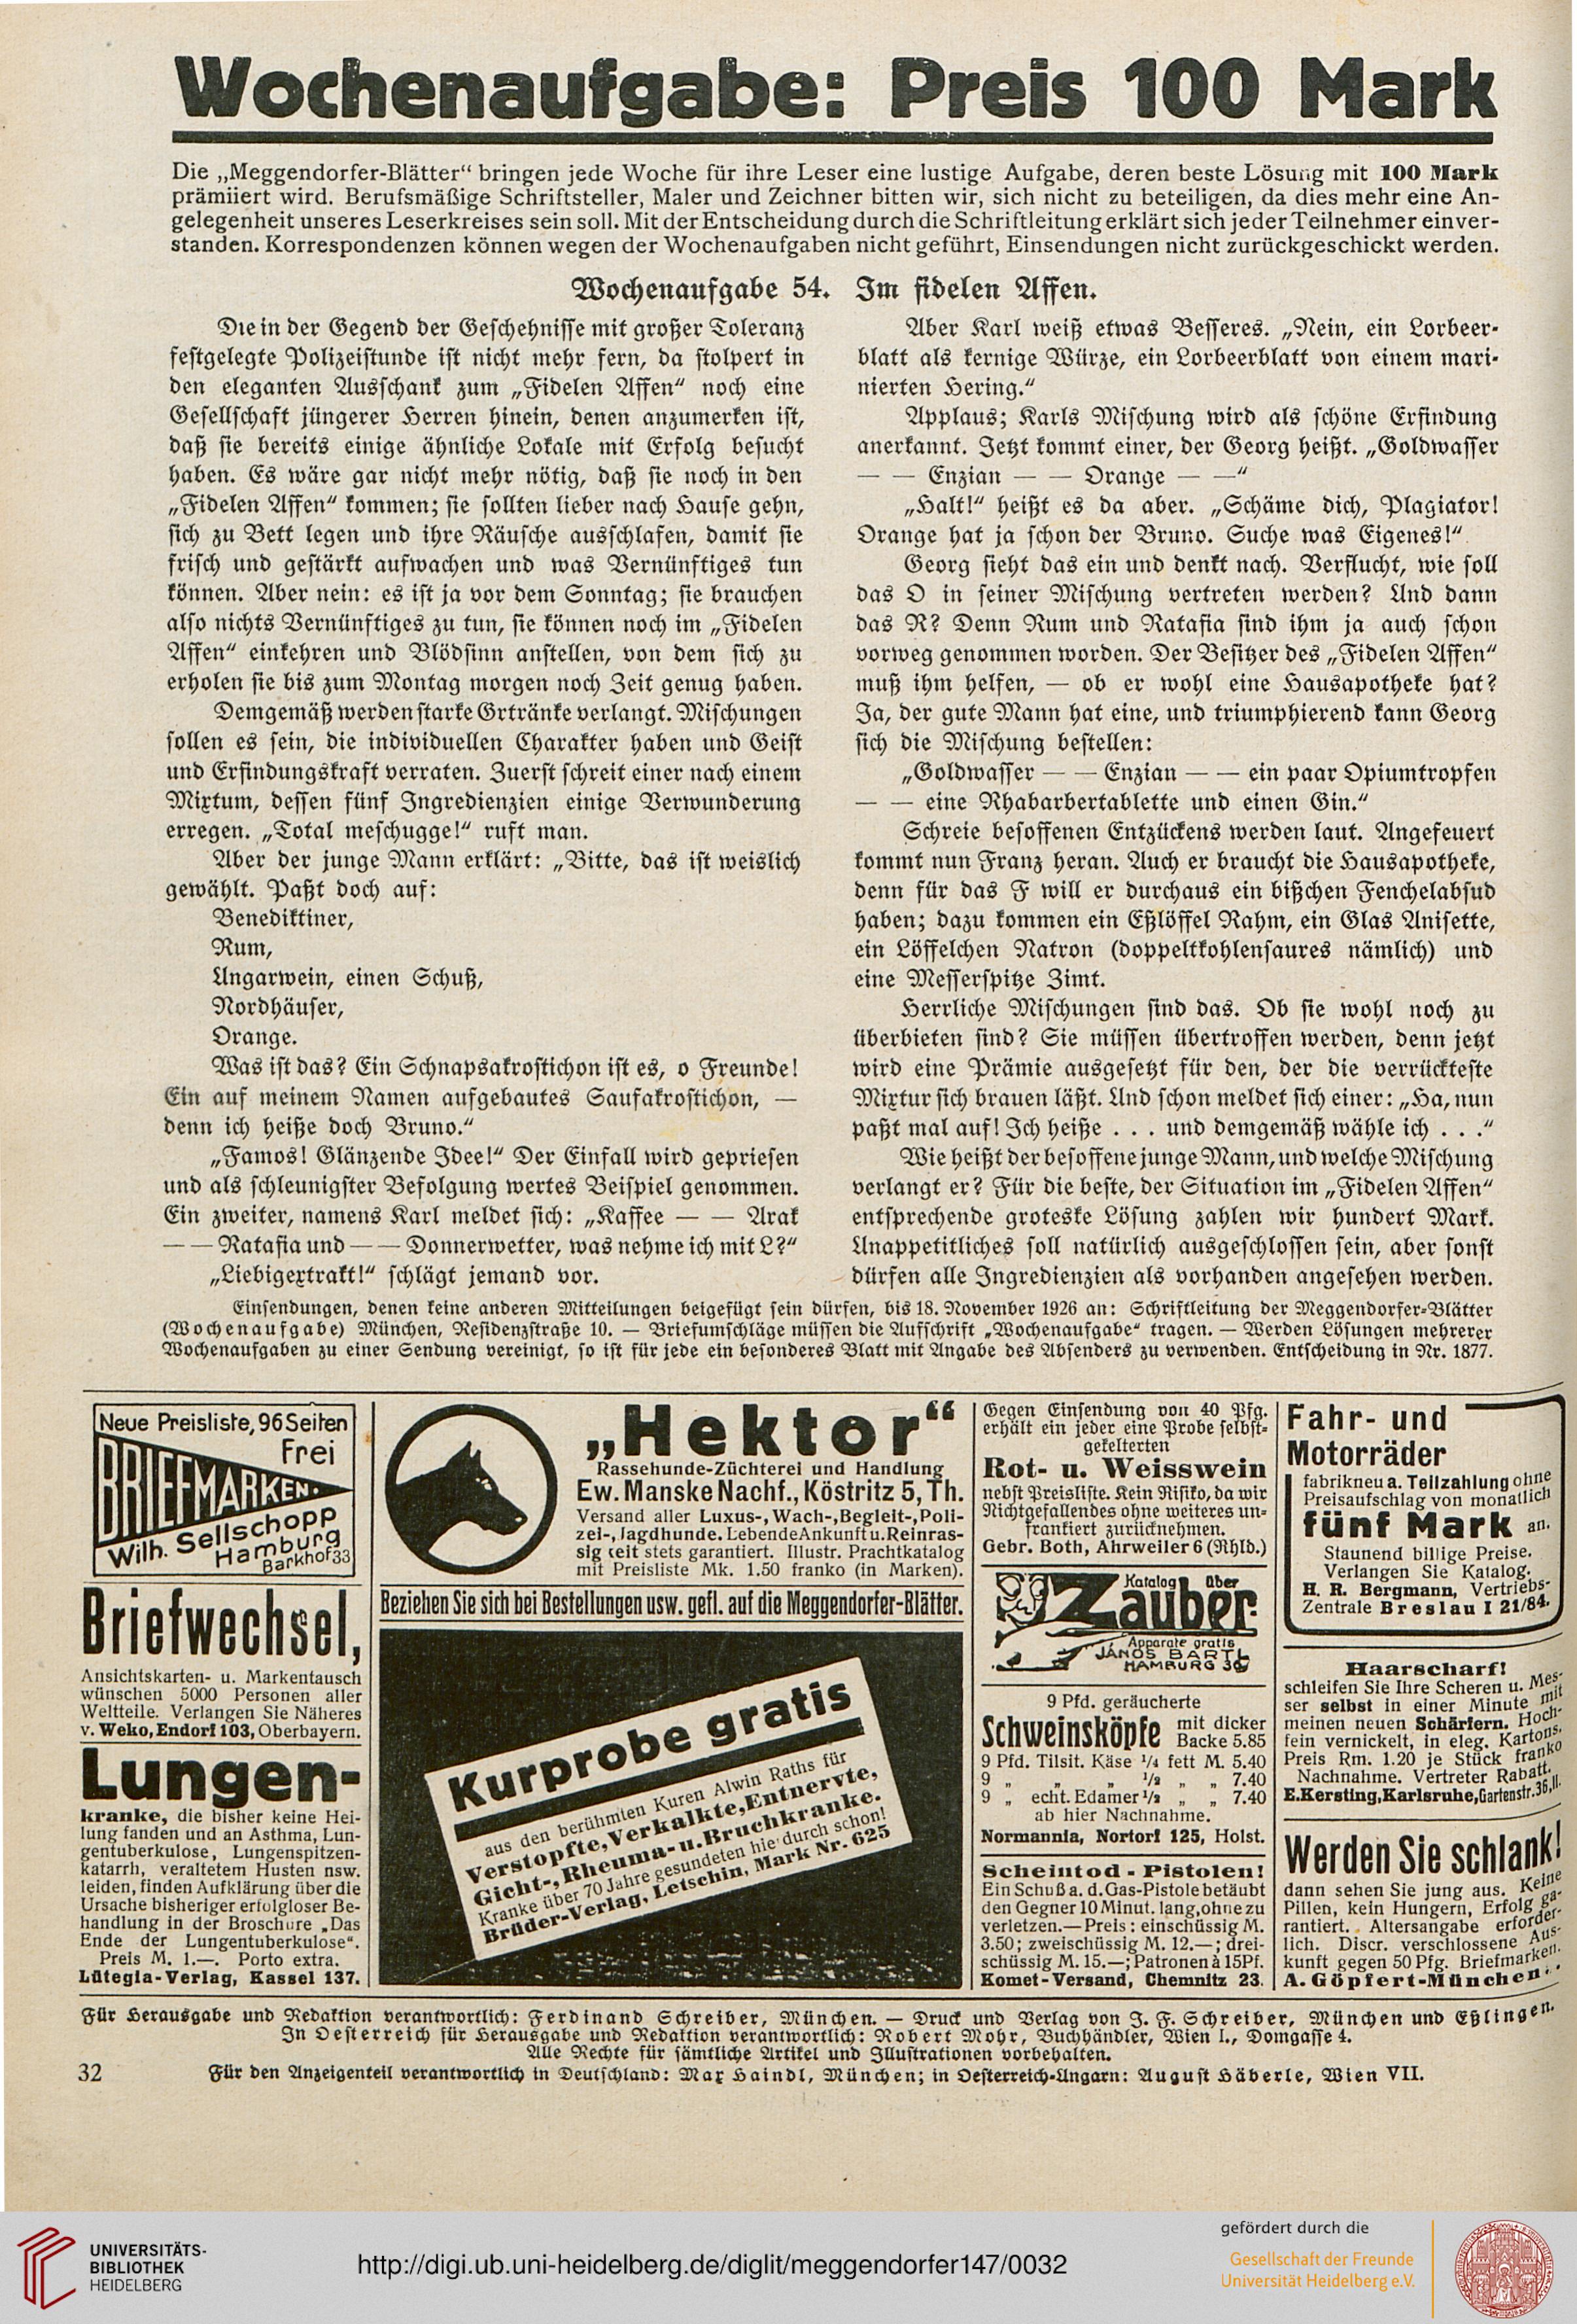 Wochenaufgabe: Preis 100 Mark
Die „Meggendorfer-Blätter“ bringen jede Woche für ihre Leser eine lustige Aufgabe, deren beste Lösung mit 100 Mark
prämiiert wird. Berufsmäßige Schriftsteller, Maler und Zeichner bitten wir, sich nicht zu beteiligen, da dies mehr eine An-
gelegenheit unseres Leserkreises sein soll. Mit der Entscheidung durch die Schriftleitung erklärt sich jeder Teilnehmer einver-
standen. Korrespondenzen können wegen der Wochenaufgaben nicht geführt, Einsendungen nicht zurückgeschickt werden.
Wochenaufgabe 54. Im fidelen Affen.
Die in der Gegend der Geschehnisse mit großer Toleranz
festgelegte Polizeistunde ist nicht mehr fern, da stolpert in
den eleganten Ausschank zum „Fidelen Affen“ noch eine
Gesellschaft jüngerer Herren hinein, denen anzumerken ist,
daß sie bereits einige ähnliche Lokale mit Erfolg besucht
haben. Es wäre gar nicht mehr nötig, daß sie noch in den
„Fidelen Affen“ kommen; sie sollten lieber nach Hause gehn,
sich zu Bett legen und ihre Räusche ausschlafen, damit sie
frisch und gestärkt aufwachen und was Vernünftiges tun
können. Aber nein: es ist ja vor dem Sonntag; sie brauchen
also nichts Vernünftiges zu tun, sie können noch im „Fidelen
Affen“ einkehren und Blödsinn anstellen, von dem sich zu
erholen sie bis zum Montag morgen noch Zeit genug haben.
Demgemäß werden starke Grtränke verlangt. Mischungen
sollen es sein, die individuellen Charakter haben und Geist
und Erfindungskraft verraten. Zuerst schreit einer nach einem
Mixtum, dessen fünf Ingredienzien einige Verwunderung
erregen. „Total meschugge!“ ruft man.
Aber der junge Mann erklärt: „Bitte, das ist weislich
gewählt. Paßt doch auf:
Benediktiner,
Rum,
Ungarwein, einen Schuß,
Nordhäuser,
Orange.
Was ist das? Ein Schnapsakrostichon ist es, o Freunde!
Ein auf meinem Namen aufgebautes Saufakrostichon, —
denn ich heiße doch Bruno.“
„Famos! Glänzende Idee!“ Der Einfall wird gepriesen
und als schleunigster Befolgung wertes Beispiel genommen.
Ein zweiter, namens Karl meldet sich: „Kaffee — — Arak
— — Ratafia und — — Donnerwetter, was nehme ich mit L?“
„Liebigextrakt!“ schlägt jemand vor.
Aber Karl weiß etwas Besseres. „Nein, ein Lorbeer-
blatt als kernige Würze, ein Lorbeerblatt von einem mari-
nierten Hering.“
Applaus; Karls Mischung wird als schöne Erfindung
anerkannt. Jetzt kommt einer, der Georg heißt. „Goldwasser
— — Enzian — — Orange — —“
„Halt!“ heißt es da aber. „Schäme dich, Plagiator!
Orange hat ja schon der Bruno. Suche was Eigenes!“
Georg sieht das ein und denkt nach. Verflucht, wie soll
das O in seiner Mischung vertreten werden? Und dann
das R? Denn Rum und Ratafia sind ihm ja auch schon
vorweg genommen worden. Der Besitzer des „Fidelen Affen“
muß ihm helfen, — ob er wohl eine Hausapotheke hat?
Ja, der gute Mann hat eine, und triumphierend kann Georg
sich die Mischung bestellen:
„Goldwasser — — Enzian — — ein paar Opiumtropfen
— — eine Rhabarbertablette und einen Gin.“
Schreie besoffenen Entzückens werden laut. Angefeuert
kommt nun Franz heran. Auch er braucht die Hausapotheke,
denn für das F will er durchaus ein bißchen Fenchelabsud
haben; dazu kommen ein Eßlöffel Rahm, ein Glas Anisette,
ein Löffelchen Natron (doppeltkohlensaures nämlich) und
eine Messerspitze Zimt.
Herrliche Mischungen sind das. Ob sie wohl noch zu
überbieten sind? Sie müssen übertroffen werden, denn jetzt
wird eine Prämie ausgesetzt für den, der die verrückteste
Mixtur sich brauen läßt. Und schon meldet sich einer: „Ha, nun
paßt mal auf! Ich heiße . . . und demgemäß wähle ich . . .“
Wie heißt der besoffene junge Mann, und welche Mischung
verlangt er? Für die beste, der Situation im „Fidelen Affen“
entsprechende groteske Lösung zahlen wir hundert Mark.
Unappetitliches soll natürlich ausgeschlossen sein, aber sonst
dürfen alle Ingredienzien als vorhanden angesehen werden.
Einsendungen, denen keine anderen Mitteilungen beigefügt sein dürfen, bis 18. November 1926 an: Schriftleitung der Meggendorfer-Blätter
(Wochenaufgabe) München, Residenzstraße 10. — Briefumschläge müssen die Aufschrift „Wochenaufgabe“ tragen. — Werden Lösungen mehrerer
Wochenaufgaben zu einer Sendung vereinigt, so ist für jede ein besonderes Blatt mit Angabe des Absenders zu verwenden. Entscheidung in Nr. 1877.
Neue Preisliste, 96 Seiten
Frei
BRIEFMARKEN.
Wilh. Sellschopp
Hamburg
Barkhof 33
Briefwechsel,
Ansichtskarten- u. Markentausch
wünschen 5000 Personen aller
Weltteile. Verlangen Sie Näheres
v. Weko, Endorf 103, Oberbayern.
Lungen-
kranke, die bisher keine Hei-
lung fanden und an Asthma, Lun-
gentuberkulose, Lungenspitzen-
katarrh, veraltetem Husten usw.
leiden, finden Aufklärung über die
Ursache bisheriger erfolgloser Be-
handlung in der Broschüre „Das
Ende der Lungentuberkulose“.
Preis M. 1.—. Porto extra.
Lütegia-Verlag, Kassel 137.
„Hektor“
Rassehunde-Züchterei und Handlung
Ew. Manske Nachf., Köstritz 5, Th.
Versand aller Luxus-, Wach-, Begleit-, Poli-
zei-, Jagdhunde. Lebende Ankunft u. Reinras-
sigkeit stets garantiert. Illustr. Prachtkatalog
mit Preisliste Mk. 1.50 franko (in Marken).
Beziehen Sie sich bei Bestellungen usw. gefl. auf die Meggendorfer-Blätter.
Kurprobe gratis
aus den berühmten Kuren Alwin Raths für
Verstopfte, Verkalkte, Entnervte,
Gicht-, Rheuma- u. Bruchkranke.
Kranke über 70 Jahre gesundeten hiedurch schon!
Brüder-Verlag, Letschin, Mark Nr. 625
Gegen Einsendung von 40 Pfg.
erhält ein jeder eine Probe selbst-
gekelterten
Rot- u. Weisswein
nebst Preisliste. Kein Risiko, da wir
Nichtgefallendes ohne weiteres un-
frankiert zurücknehmen.
Gebr. Both, Ahrweiler 6 (Rhld.)
Katalog über
Zauber
Apparate gratis
JÁNOS BARTL
HAMBURG 36
9 Pfd. geräucherte
Schweinsköpfe mit dicker
Backe 5.85
9 Pfd. Tilsit. Käse 1/4 fett M. 5.40
9 „ „ „ 1/2 „ „ 7.40
9 „ echt. Edamer 1/2 „ „ 7.40
ab hier Nachnahme.
Normannia, Nortorf 125, Holst.
Scheintod-Pistolen!
Ein Schuß a. d. Gas-Pistole betäubt
den Gegner 10 Minut. lang, ohne zu
verletzen. — Preis: einschüssig M.
3.50; zweischüssig M. 12.—; drei-
schüssig M. 15.—; Patronen à 15 Pf.
Komet-Versand, Chemnitz 23.
Fahr- und
Motorräder
fabrikneu a. Teilzahlung ohne
Preisaufschlag von monatlich
fünf Mark an.
Staunend billige Preise.
Verlangen Sie Katalog.
H. R. Bergmann, Vertriebs-
Zentrale Breslau I 21/84.
Haarscharf!
schleifen Sie Ihre Scheren u. Mes-
ser selbst in einer Minute mit
meinen neuen Schärfern. Hoch-
fein vernickelt, in eleg. Kartons.
Preis Rm. 1.20 je Stück franko
Nachnahme. Vertreter Rabatt.
E. Kersting, Karlsruhe, Gartenstr. 36, II.
Werden Sie schlank!
dann sehen Sie jung aus. Keine
Pillen, kein Hungern, Erfolg ga-
rantiert. Altersangabe erforder-
lich. Discr. verschlossene Aus-
kunft gegen 50 Pfg. Briefmarken.
A. Göpfert-München
Für Herausgabe und Redaktion verantwortlich: Ferdinand Schreiber, München. — Druck und Verlag von J. F. Schreiber, München und Eßlingen.
In Oesterreich für Herausgabe und Redaktion verantwortlich: Robert Mohr, Buchhändler, Wien I., Domgasse 4.
Alle Rechte für sämtliche Artikel und Illustrationen vorbehalten.
32
Für den Anzeigenteil verantwortlich in Deutschland: Max Haindl, München; in Oesterreich-Ungarn: August Häberle, Wien VII.
UNIVERSITÄTS-
BIBLIOTHEK
HEIDELBERG
http://digi.ub.uni-heidelberg.de/diglit/meggendorfer147/0032
gefördert durch die
Gesellschaft der Freunde
Universität Heidelberg e.V.